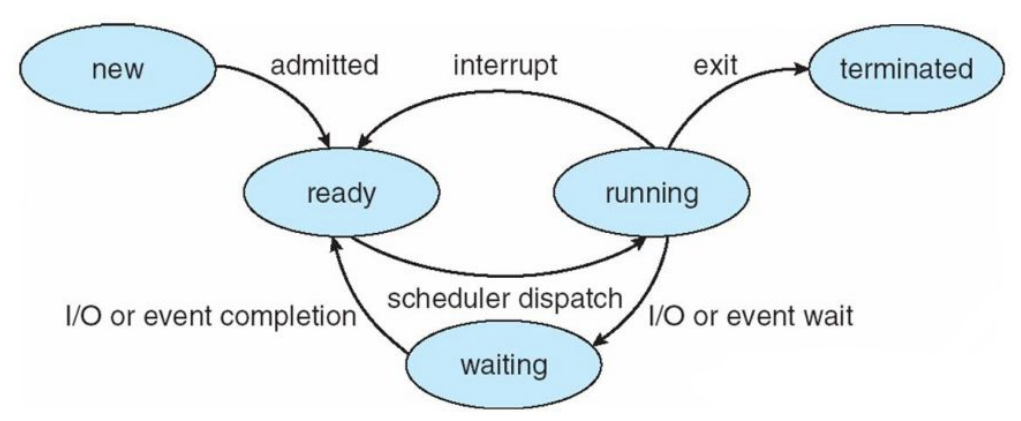 new
admitted
interrupt
exit
terminated
ready
running
scheduler dispatch
I/O or event completion
I/O or event wait
waiting